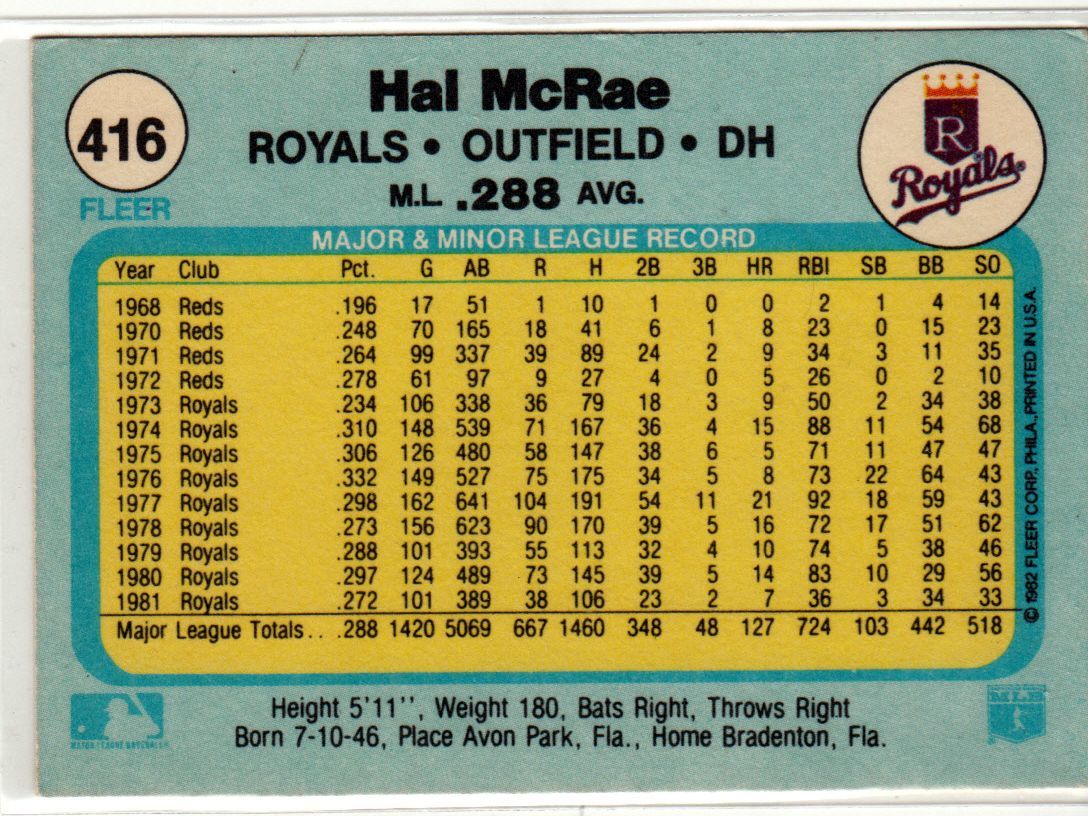 416
FLEER
Hal McRae
ROYALS • OUTFIELD • DH
M.L. .288 AVG.
R
Royals
MAJOR & MINOR LEAGUE RECORD
Year Club Pct. G AB R H 2B 3B HR RBI SB BB SO
1968 Reds .196 17 51 1 10 1 0 0 2 1 4 14
1970 Reds .248 70 165 18 41 6 1 8 23 0 15 23
1971 Reds .264 99 337 39 89 24 2 9 34 3 11 35
1972 Reds .278 61 97 9 27 4 0 5 26 0 2 10
1973 Royals .234 106 338 36 79 18 3 9 50 2 34 38
1974 Royals .310 148 539 71 167 36 4 15 88 11 54 68
1975 Royals .306 126 480 58 147 38 6 5 71 11 47 47
1976 Royals .332 149 527 75 175 34 5 8 73 22 64 43
1977 Royals .298 162 641 104 191 54 11 21 92 18 59 43
1978 Royals .273 156 623 90 170 39 5 16 72 17 51 62
1979 Royals .288 101 393 55 113 32 4 10 74 5 38 46
1980 Royals .297 124 489 73 145 39 5 14 83 10 29 56
1981 Royals .272 101 389 38 106 23 2 7 36 3 34 33
Major League Totals.. .288 1420 5069 667 1460 348 48 127 724 103 442 518
© 1982 FLEER CORP., PHILA., PRINTED IN U.S.A.
Height 5'11'', Weight 180, Bats Right, Throws Right
Born 7-10-46, Place Avon Park, Fla., Home Bradenton, Fla.
MAJOR LEAGUE BASEBALL
MLB